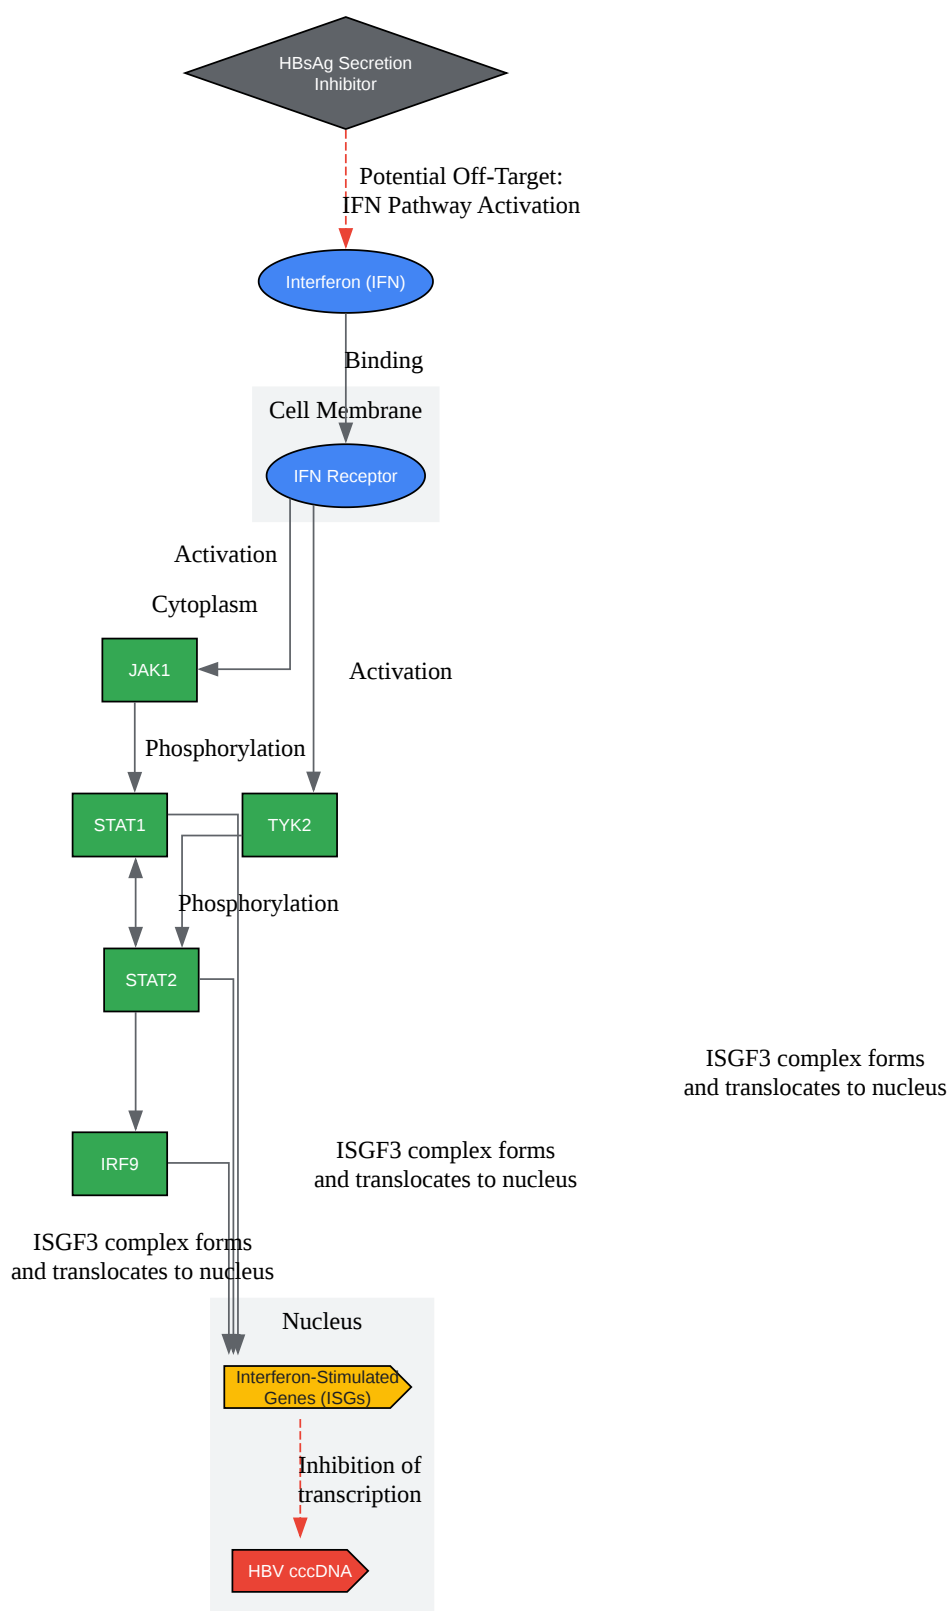 HBsAg Secretion
Inhibitor
Potential Off-Target:
IFN Pathway Activation
Interferon (IFN)
Binding
Cell Membrane
IFN Receptor
Activation
Cytoplasm
JAK1
Activation
Phosphorylation
STAT1
TYK2
Phosphorylation
STAT2
ISGF3 complex forms
and translocates to nucleus
IRF9
ISGF3 complex forms
and translocates to nucleus
ISGF3 complex forms
and translocates to nucleus
Nucleus
Interferon-Stimulated
Genes (ISGs)
Inhibition of
transcription
HBV cccDNA